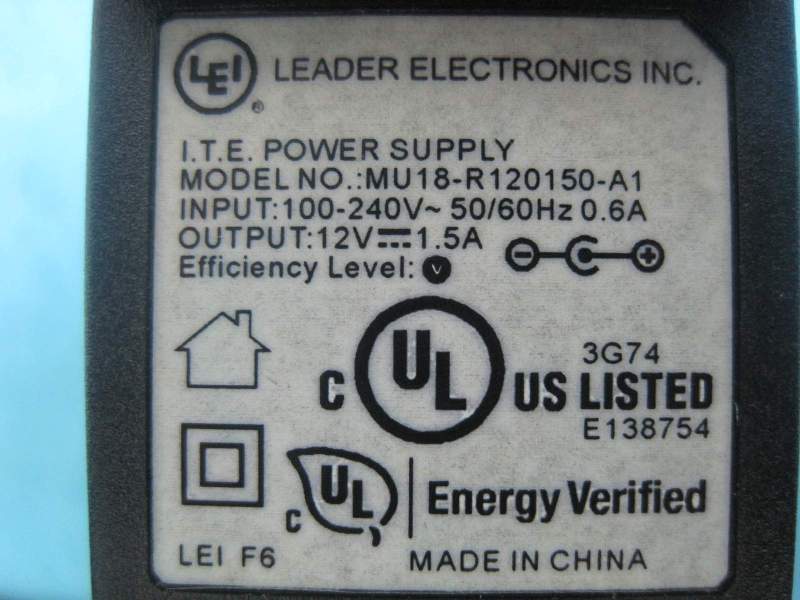 LEI ® LEADER ELECTRONICS INC.
I.T.E. POWER SUPPLY
MODEL NO.:MU18-R120150-A1
INPUT:100-240V~ 50/60Hz 0.6A
OUTPUT:12V⎓1.5A
Efficiency Level: V
3G74
C UL US LISTED
E138754
C UL Energy Verified
LEI F6 MADE IN CHINA